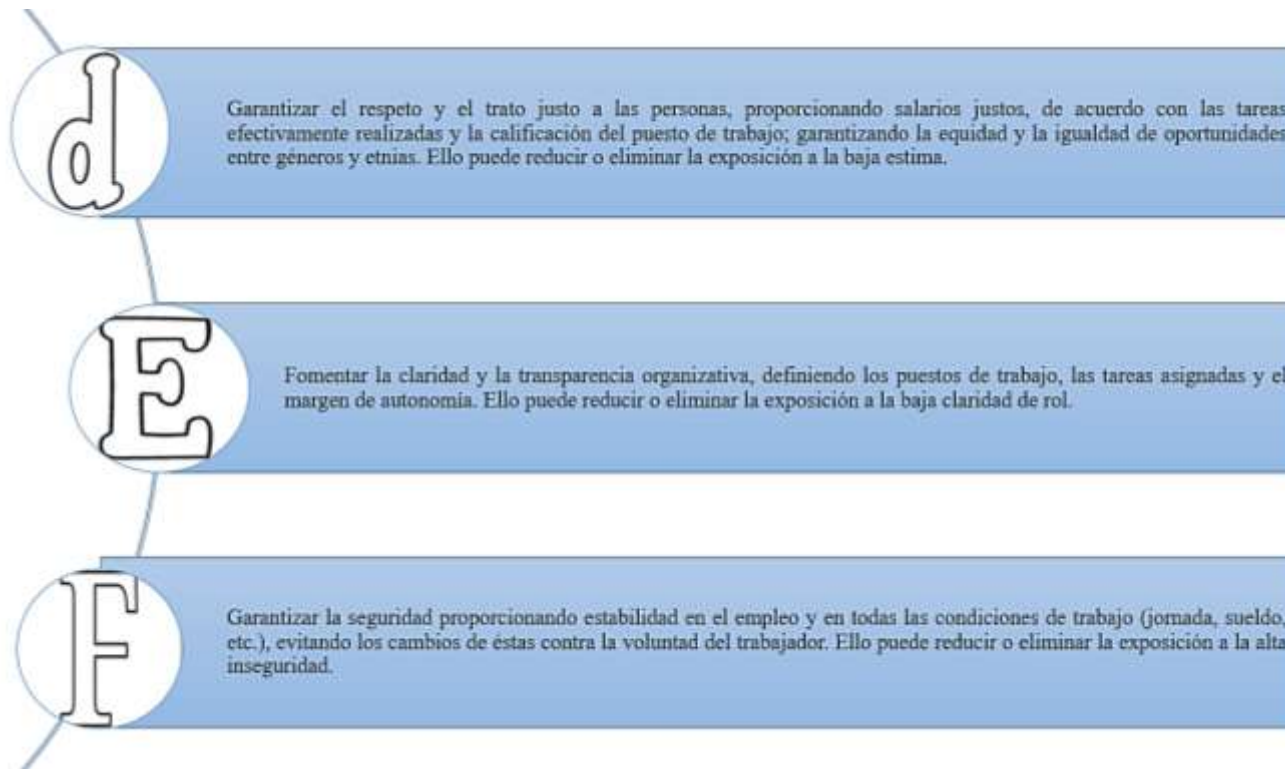 d
Garantizar el respeto y el trato justo a las personas, proporcionando salarios justos, de acuerdo con las tareas
efectivamente realizadas y la calificación del puesto de trabajo; garantizando la equidad y la igualdad de oportunidades
entre géneros y etnias. Ello puede reducir o eliminar la exposición a la baja estima.
E
Fomentar la claridad y la transparencia organizativa, definiendo los puestos de trabajo, las tareas asignadas y el
margen de autonomía. Ello puede reducir o eliminar la exposición a la baja claridad de rol.
F
Garantizar la seguridad proporcionando estabilidad en el empleo y en todas las condiciones de trabajo (jornada, sueldo,
etc.), evitando los cambios de éstas contra la voluntad del trabajador. Ello puede reducir o eliminar la exposición a la alta
inseguridad.